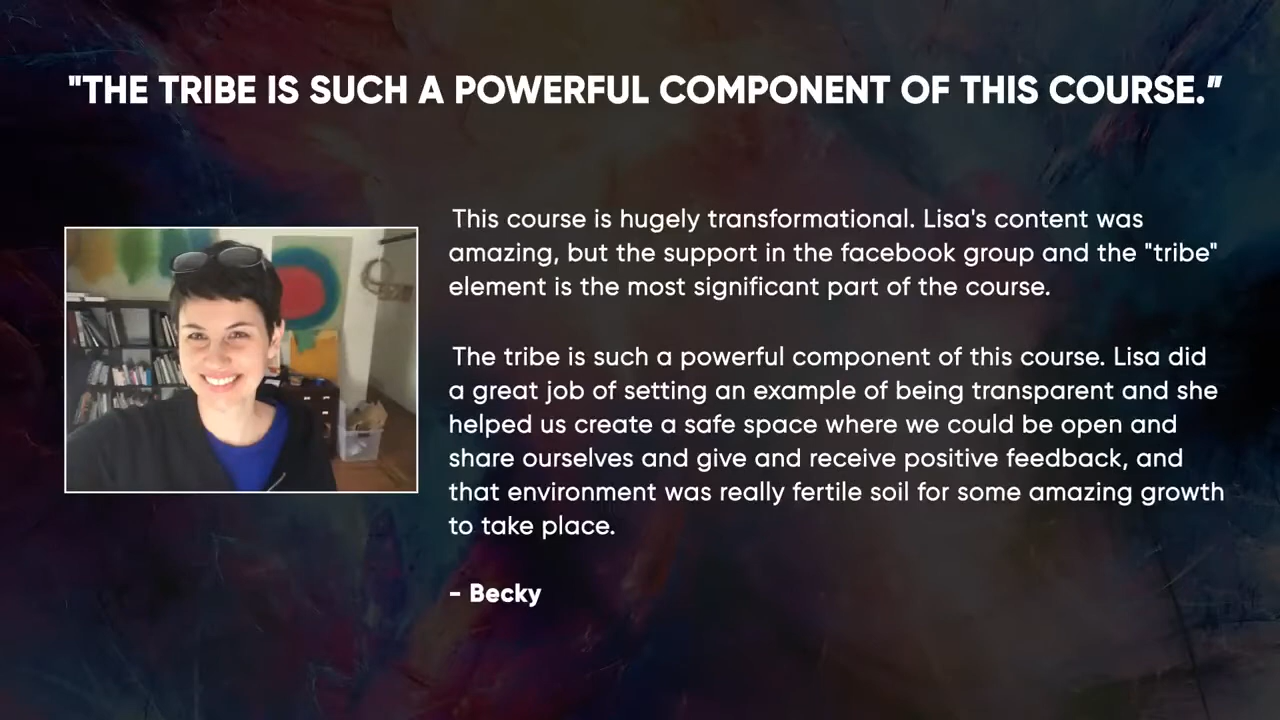 "THE TRIBE IS SUCH A POWERFUL COMPONENT OF THIS COURSE.”
This course is hugely transformational. Lisa's content was
amazing, but the support in the facebook group and the "tribe"
element is the most significant part of the course.
The tribe is such a powerful component of this course. Lisa did
a great job of setting an example of being transparent and she
helped us create a safe space where we could be open and
share ourselves and give and receive positive feedback, and
that environment was really fertile soil for some amazing growth
to take place.
- Becky